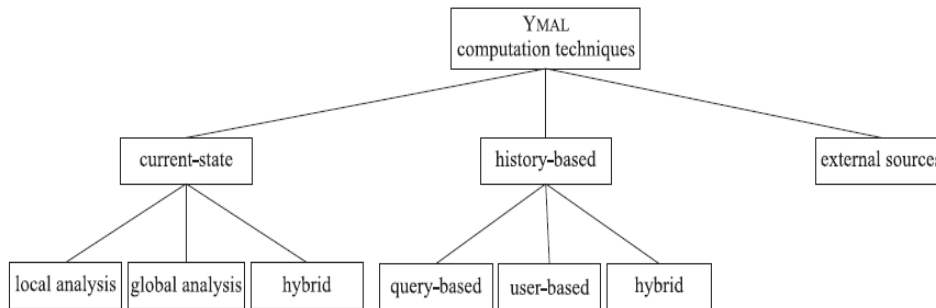 YMAL
computation techniques
current-state
history-based
external sources
local analysis
global analysis
hybrid
query-based
user-based
hybrid